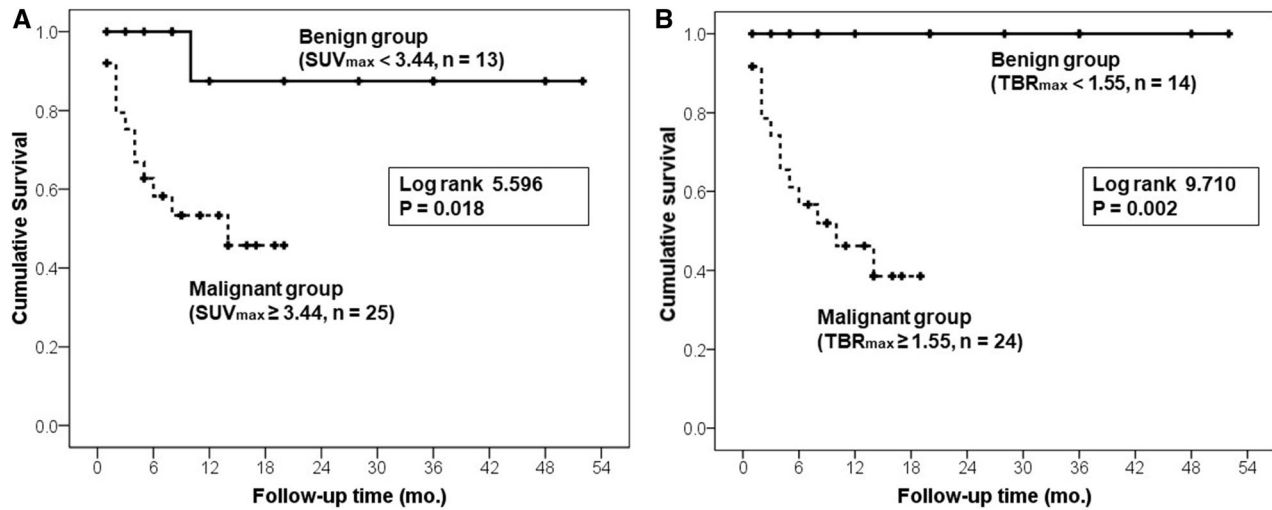 A
Cumulative Survival
1.0
0.8
0.6
0.4
0.2
0.0
Benign group
(SUVmax < 3.44, n = 13)
Log rank 5.596
P = 0.018
Malignant group
(SUVmax ≥ 3.44, n = 25)
0 6 12 18 24 30 36 42 48 54
Follow-up time (mo.)
B
Cumulative survival
1.0
0.8
0.6
0.4
0.2
0.0
Benign group
(TBRmax < 1.55, n = 14)
Log rank 9.710
P = 0.002
Malignant group
(TBRmax ≥ 1.55, n = 24)
0 6 12 18 24 30 36 42 48 54
Follow-up time (mo.)